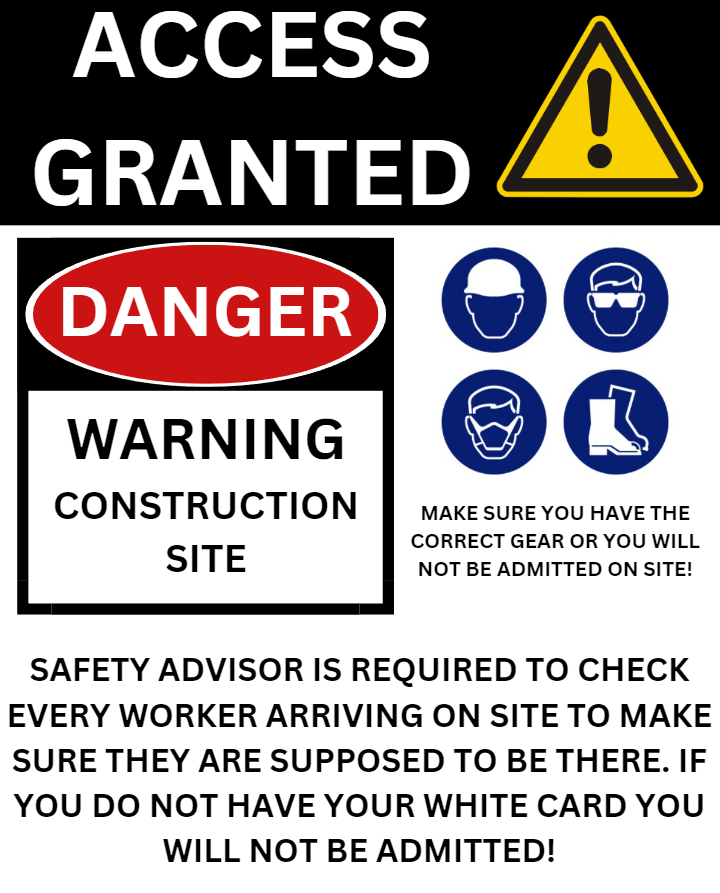 ACCESS
GRANTED
DANGER
WARNING
CONSTRUCTION
SITE
MAKE SURE YOU HAVE THE
CORRECT GEAR OR YOU WILL
NOT BE ADMITTED ON SITE!
SAFETY ADVISOR IS REQUIRED TO CHECK
EVERY WORKER ARRIVING ON SITE TO MAKE
SURE THEY ARE SUPPOSED TO BE THERE. IF
YOU DO NOT HAVE YOUR WHITE CARD YOU
WILL NOT BE ADMITTED!